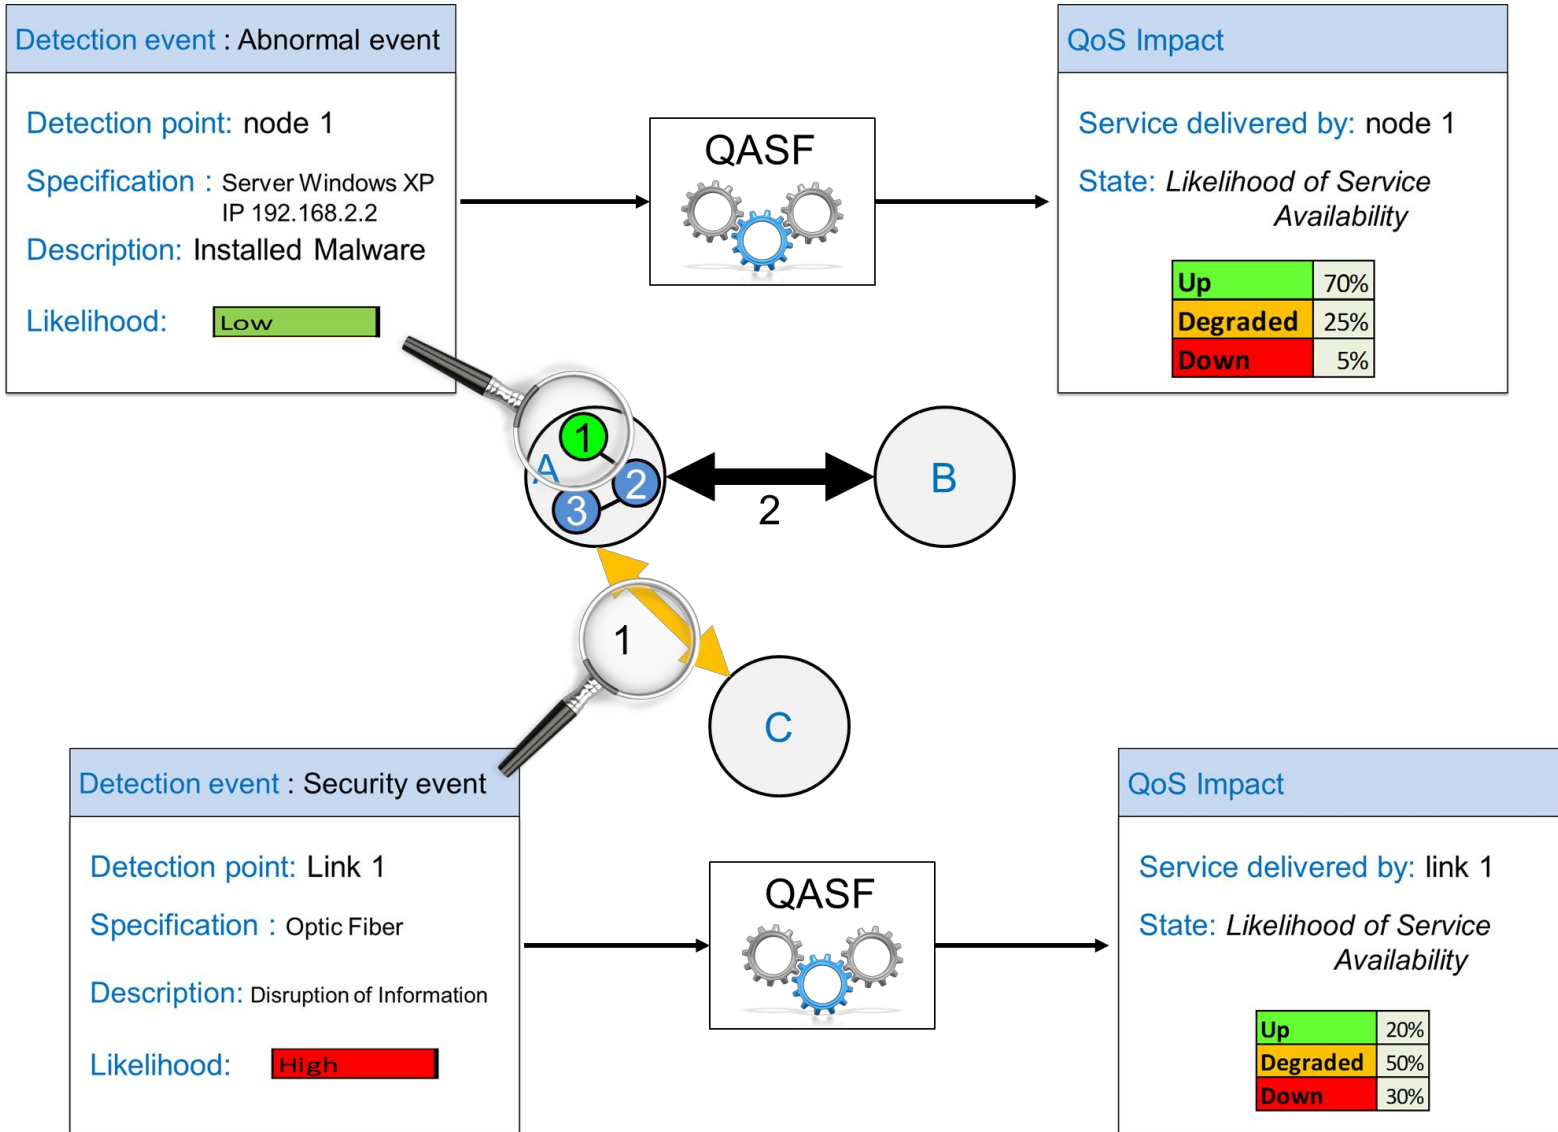 Detection event : Abnormal event
Detection point: node 1
Specification : Server Windows XP
IP 192.168.2.2
Description: Installed Malware
Likelihood: Low
QASF
QoS Impact
Service delivered by: node 1
State: Likelihood of Service
Availability
Up 70%
Degraded 25%
Down 5%
1
A
2
3
2
B
1
C
Detection event : Security event
Detection point: Link 1
Specification : Optic Fiber
Description: Disruption of Information
Likelihood: High
QASF
QoS Impact
Service delivered by: link 1
State: Likelihood of Service
Availability
Up 20%
Degraded 50%
Down 30%